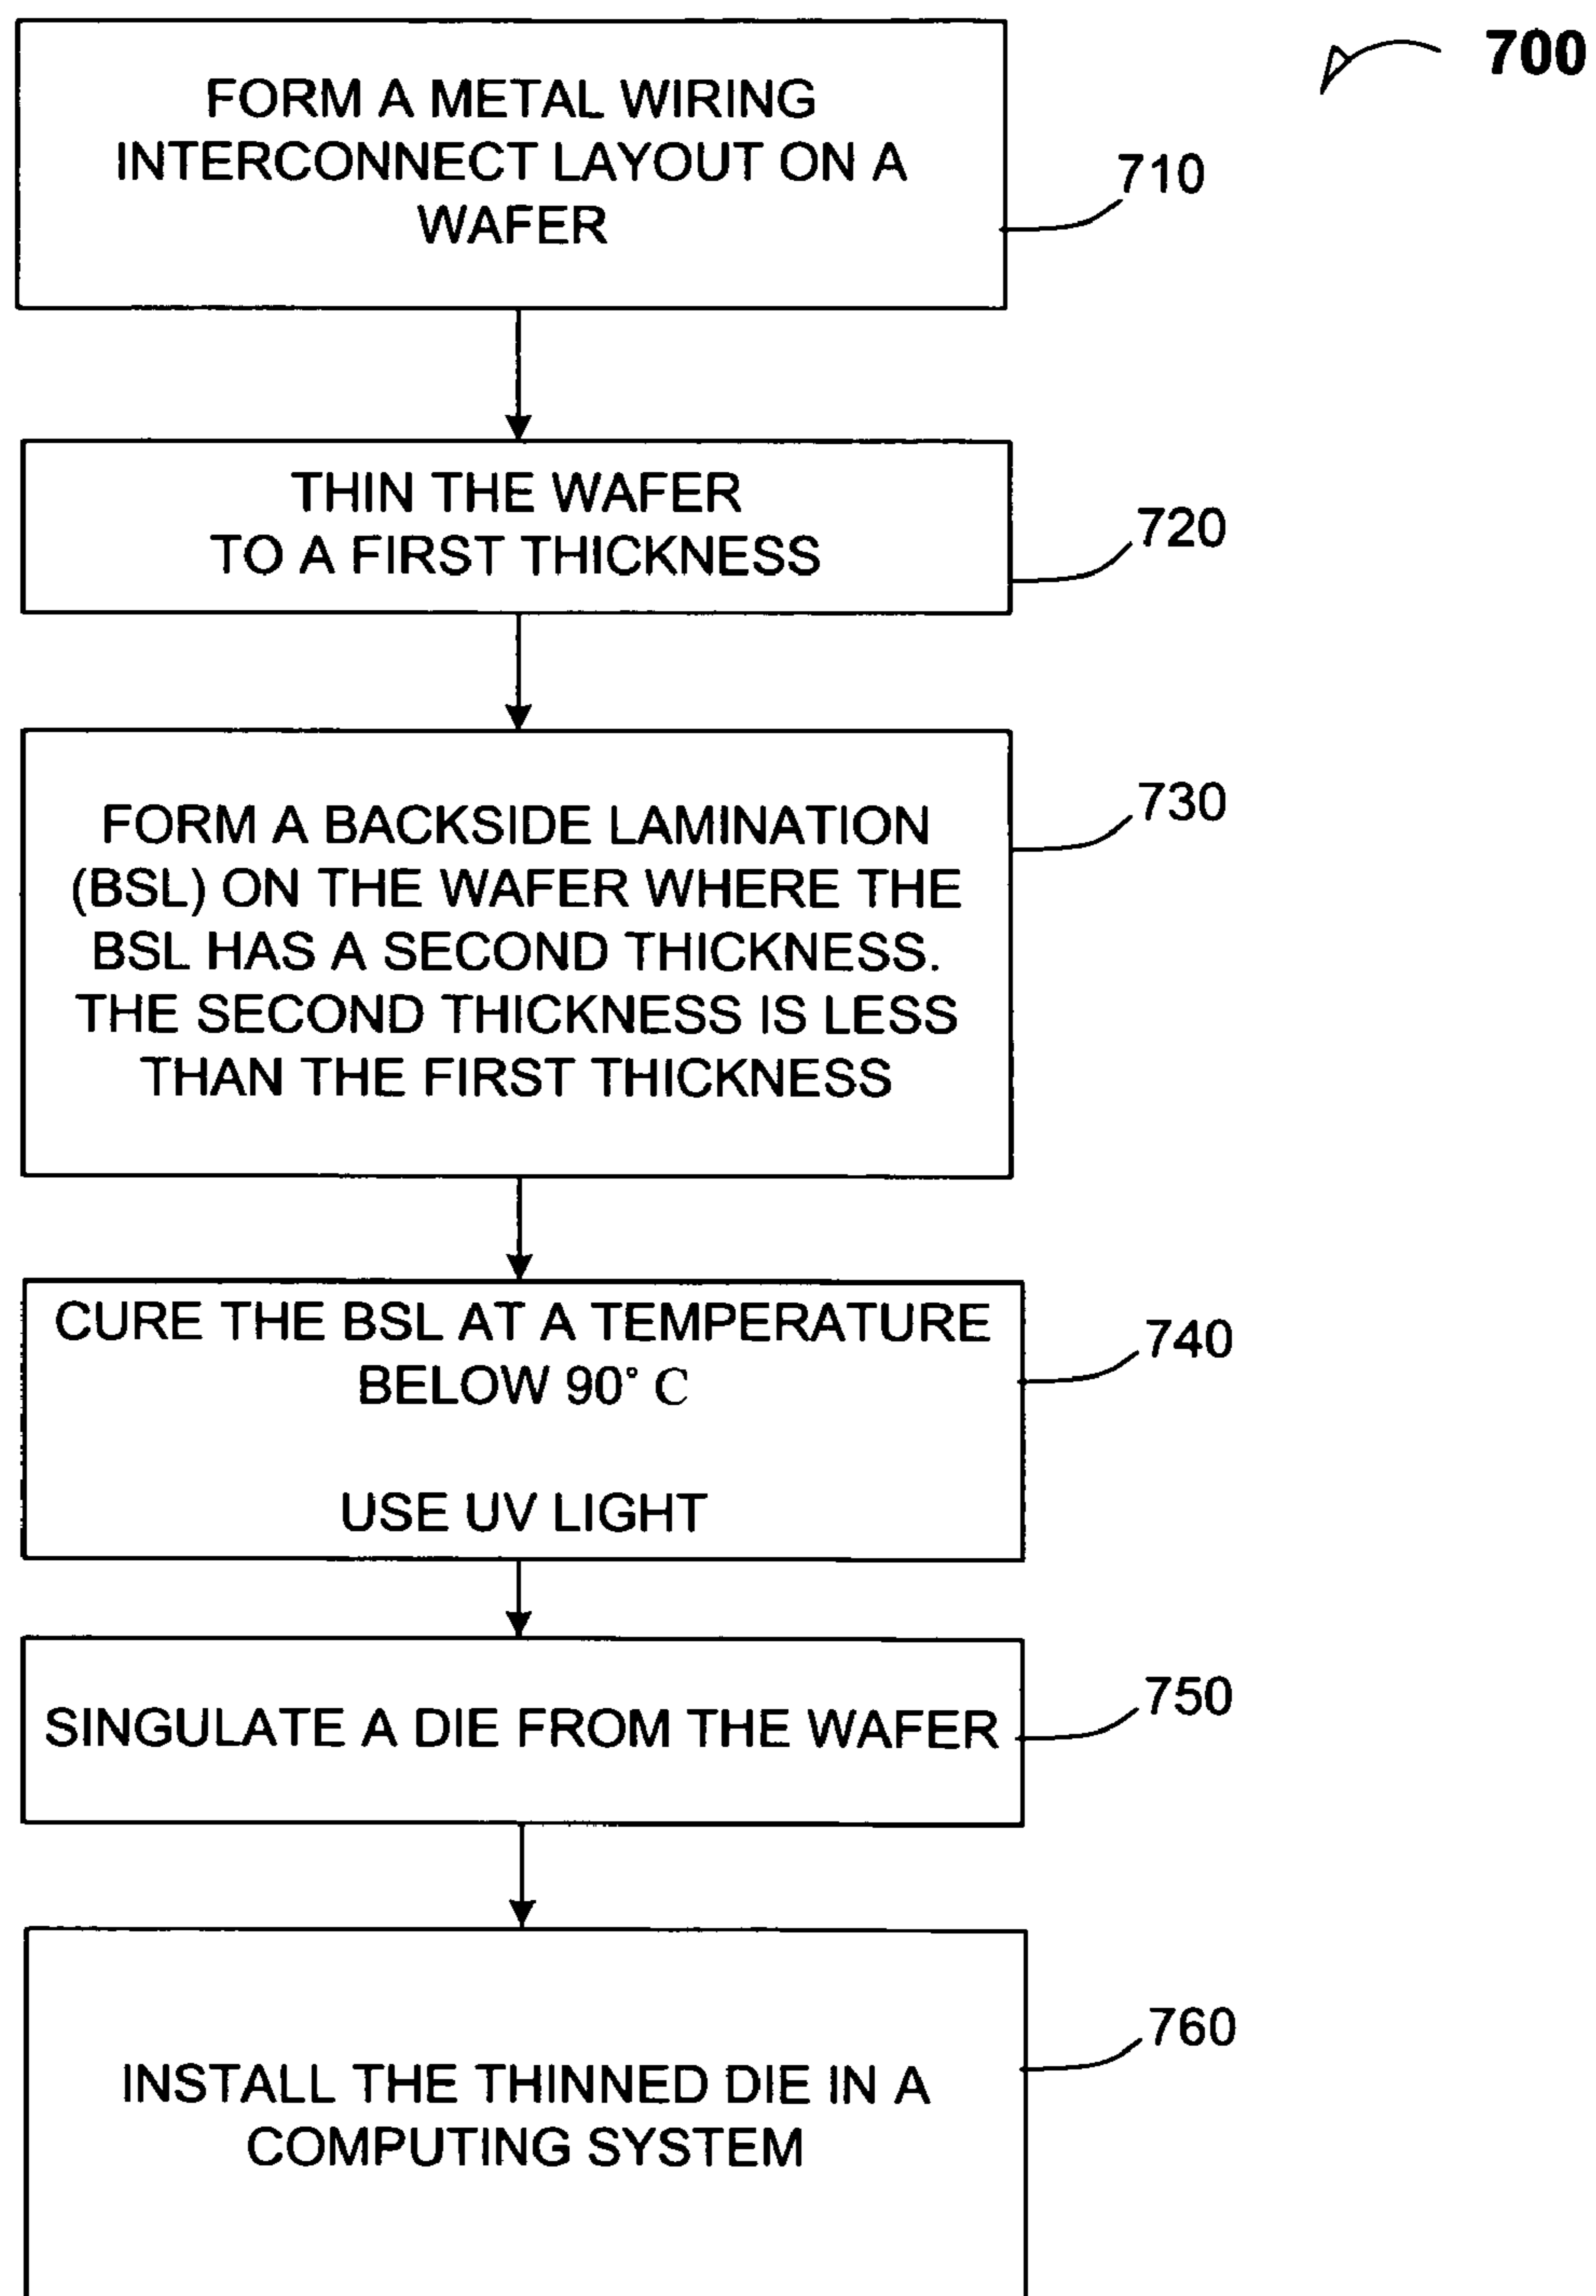 700
FORM A METAL WIRING
INTERCONNECT LAYOUT ON A
WAFER
710
THIN THE WAFER
TO A FIRST THICKNESS
720
FORM A BACKSIDE LAMINATION
(BSL) ON THE WAFER WHERE THE
BSL HAS A SECOND THICKNESS.
THE SECOND THICKNESS IS LESS
THAN THE FIRST THICKNESS
730
CURE THE BSL AT A TEMPERATURE
BELOW 90° C
USE UV LIGHT
740
SINGULATE A DIE FROM THE WAFER
750
INSTALL THE THINNED DIE IN A
COMPUTING SYSTEM
760